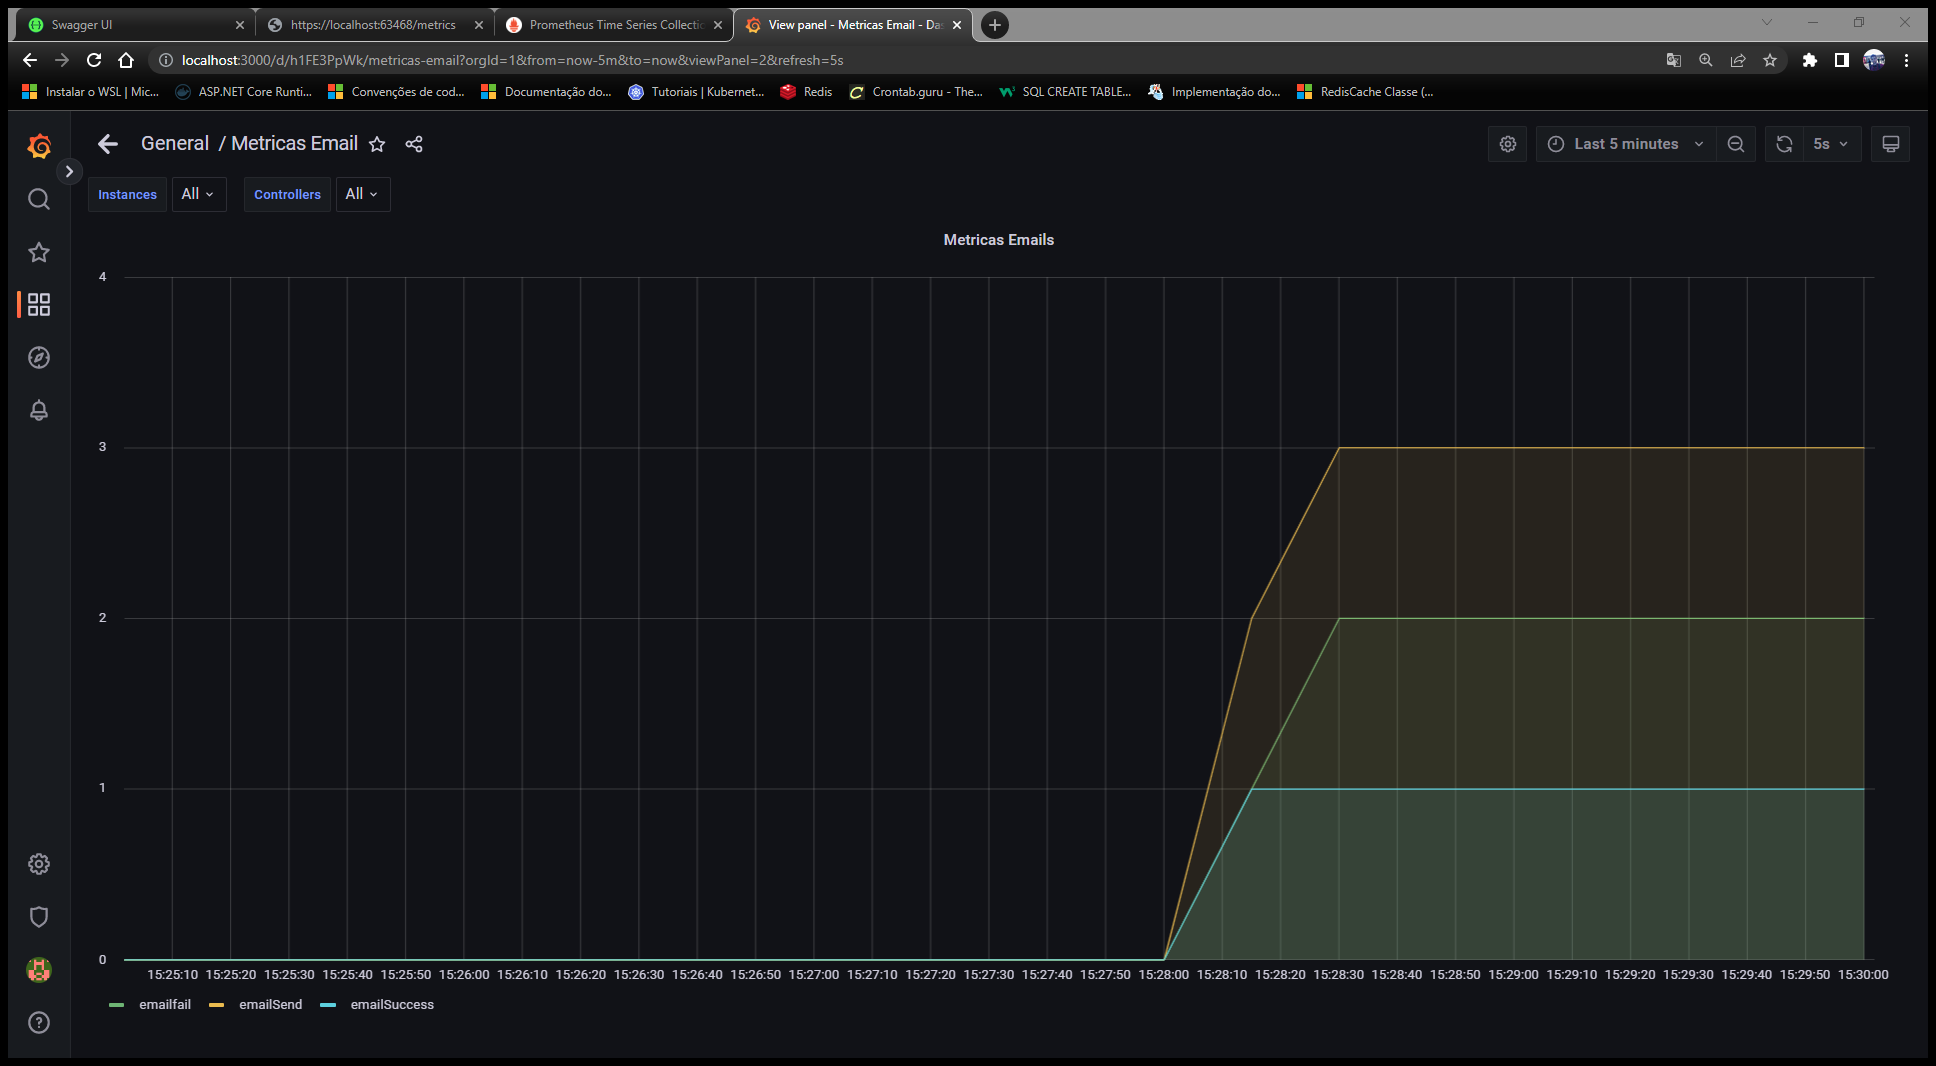 Swagger UI
https://localhost:63468/metrics
Prometheus Time Series Collectic
View panel - Metricas Email - Das
localhost:3000/d/h1FE3PpWk/metricas-email?orgId=1&from=now-5m&to=now&viewPanel=2&refresh=5s
Instalar o WSL | Mic...
ASP.NET Core Runti...
Convenções de cod...
Documentação do...
Tutoriais | Kubernet...
Redis
Crontab.guru - The...
SQL CREATE TABLE...
Implementação do...
RedisCache Classe (...
General / Metricas Email
Last 5 minutes
5s
Instances
All
Controllers
All
Metricas Emails
4
3
2
1
0
15:25:10 15:25:20 15:25:30 15:25:40 15:25:50 15:26:00 15:26:10 15:26:20 15:26:30 15:26:40 15:26:50 15:27:00 15:27:10 15:27:20 15:27:30 15:27:40 15:27:50 15:28:00 15:28:10 15:28:20 15:28:30 15:28:40 15:28:50 15:29:00 15:29:10 15:29:20 15:29:30 15:29:40 15:29:50 15:30:00
emailfail emailSend emailSuccess